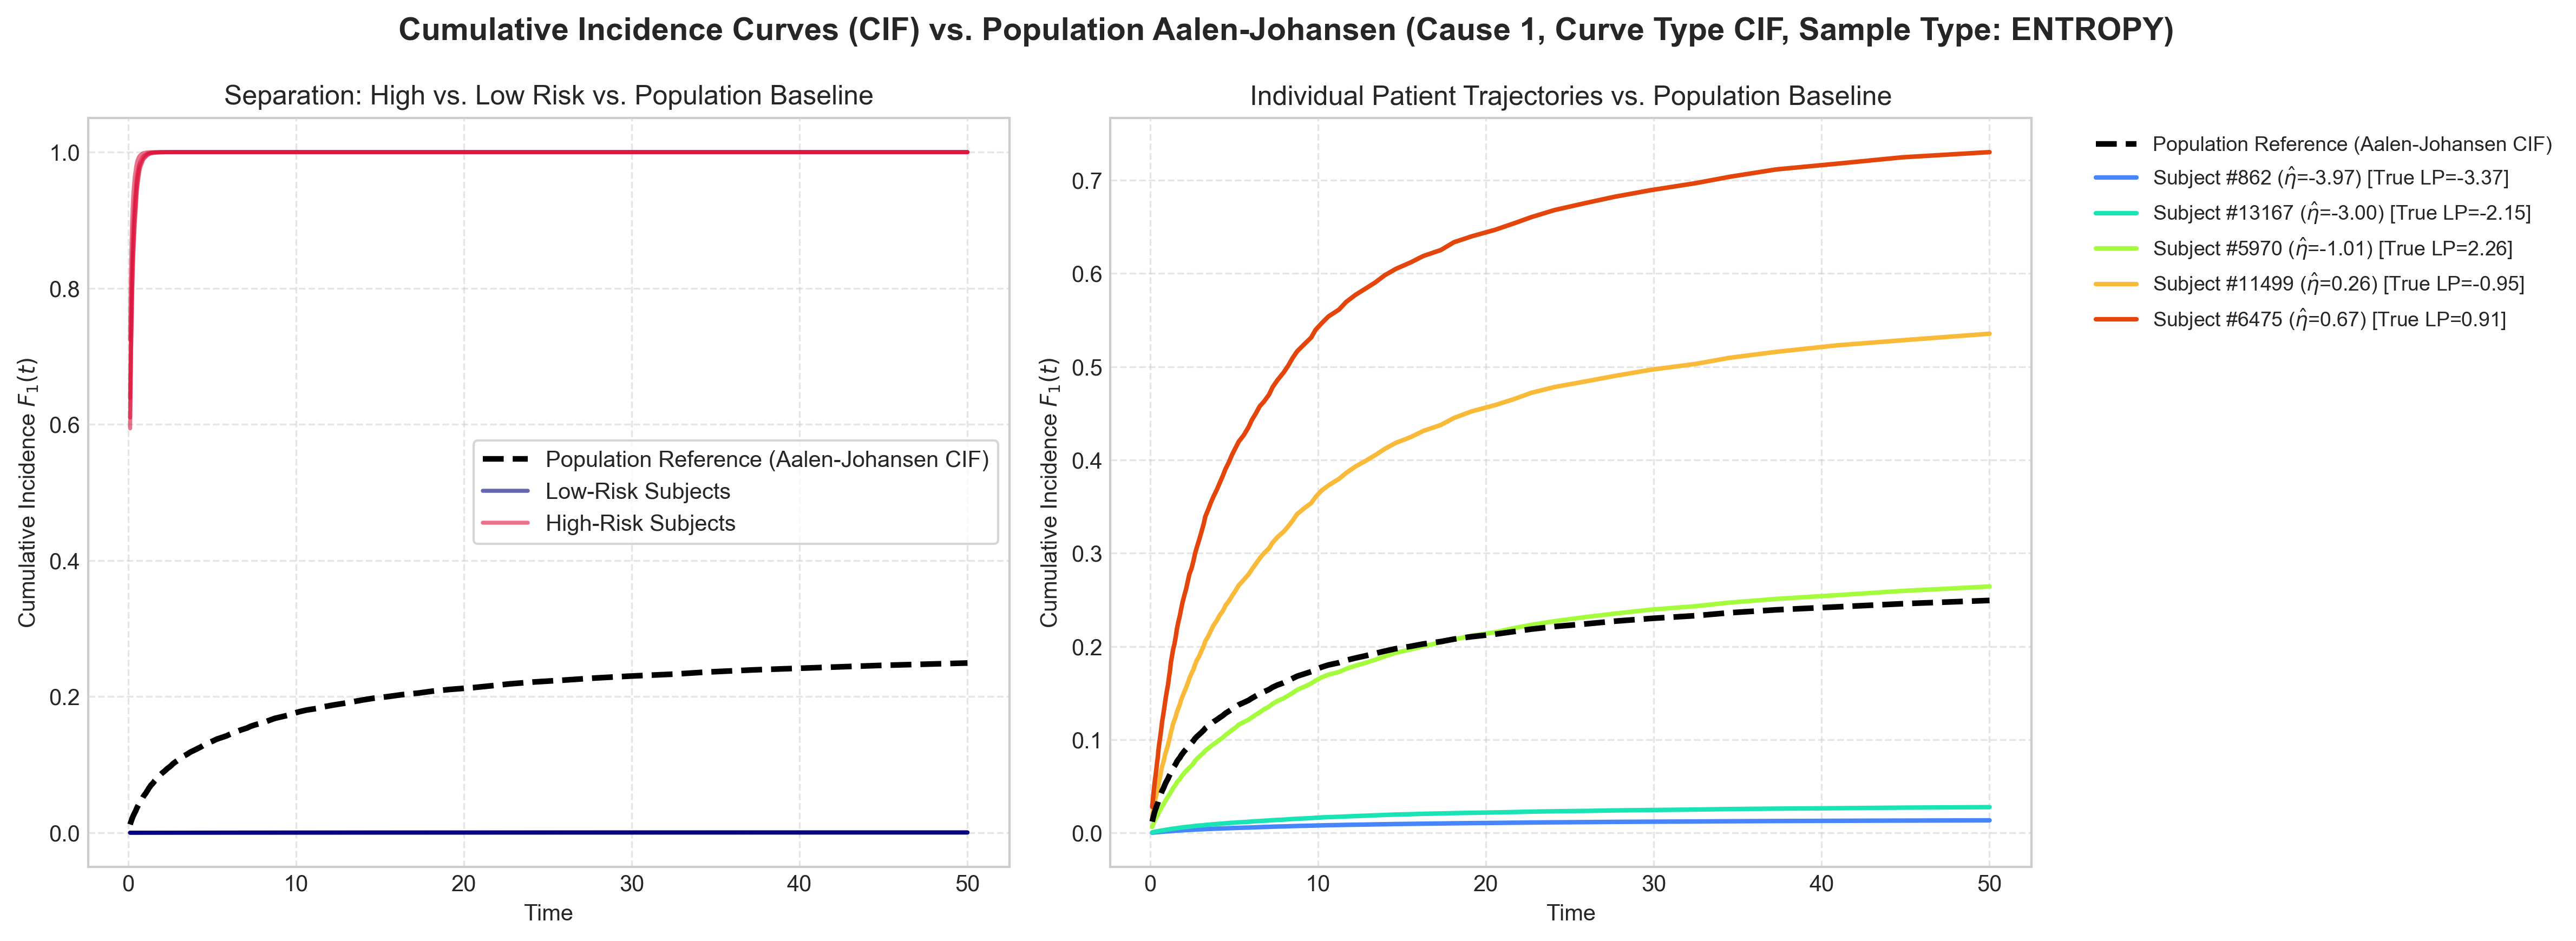 Cumulative Incidence Curves (CIF) vs. Population Aalen-Johansen (Cause 1, Curve Type CIF, Sample Type: ENTROPY)
Separation: High vs. Low Risk vs. Population Baseline
Cumulative Incidence F₁(t)
1.0
0.8
0.6
0.4
0.2
0.0
Population Reference (Aalen-Johansen CIF)
Low-Risk Subjects
High-Risk Subjects
0 10 20 30 40 50
Time
Individual Patient Trajectories vs. Population Baseline
Cumulative Incidence F₁(t)
0.7
0.6
0.5
0.4
0.3
0.2
0.1
0.0
0 10 20 30 40 50
Time
Population Reference (Aalen-Johansen CIF)
Subject #862 (η̂=-3.97) [True LP=-3.37]
Subject #13167 (η̂=-3.00) [True LP=-2.15]
Subject #5970 (η̂=-1.01) [True LP=2.26]
Subject #11499 (η̂=0.26) [True LP=-0.95]
Subject #6475 (η̂=0.67) [True LP=0.91]